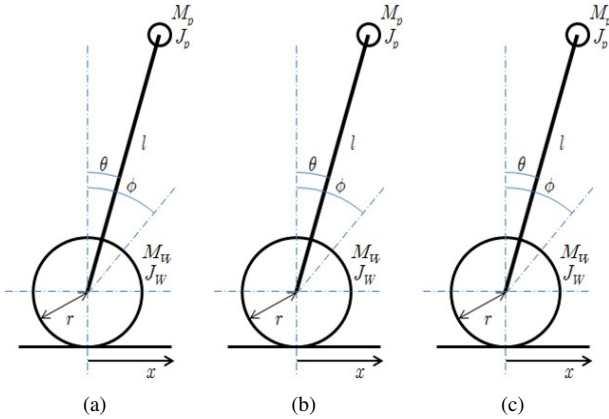 M_p M_p M_p
J_p J_p J_p
l l l
θ θ θ
ϕ ϕ ϕ
M_W M_W M_W
J_W J_W J_W
r r r
x x x
(a) (b) (c)